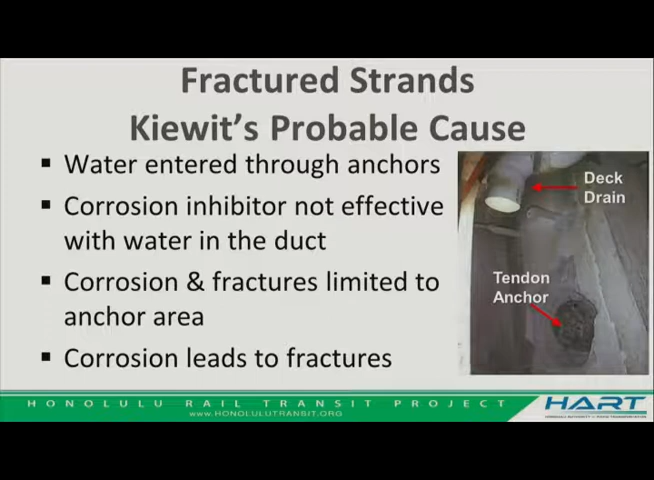 Fractured Strands
Kiewit's Probable Cause
▪ Water entered through anchors
▪ Corrosion inhibitor not effective
with water in the duct
▪ Corrosion & fractures limited to
anchor area
▪ Corrosion leads to fractures
Deck
Drain
Tendon
Anchor
HONOLULU RAIL TRANSIT PROJECT
www.HONOLULUTRANSIT.ORG
HART